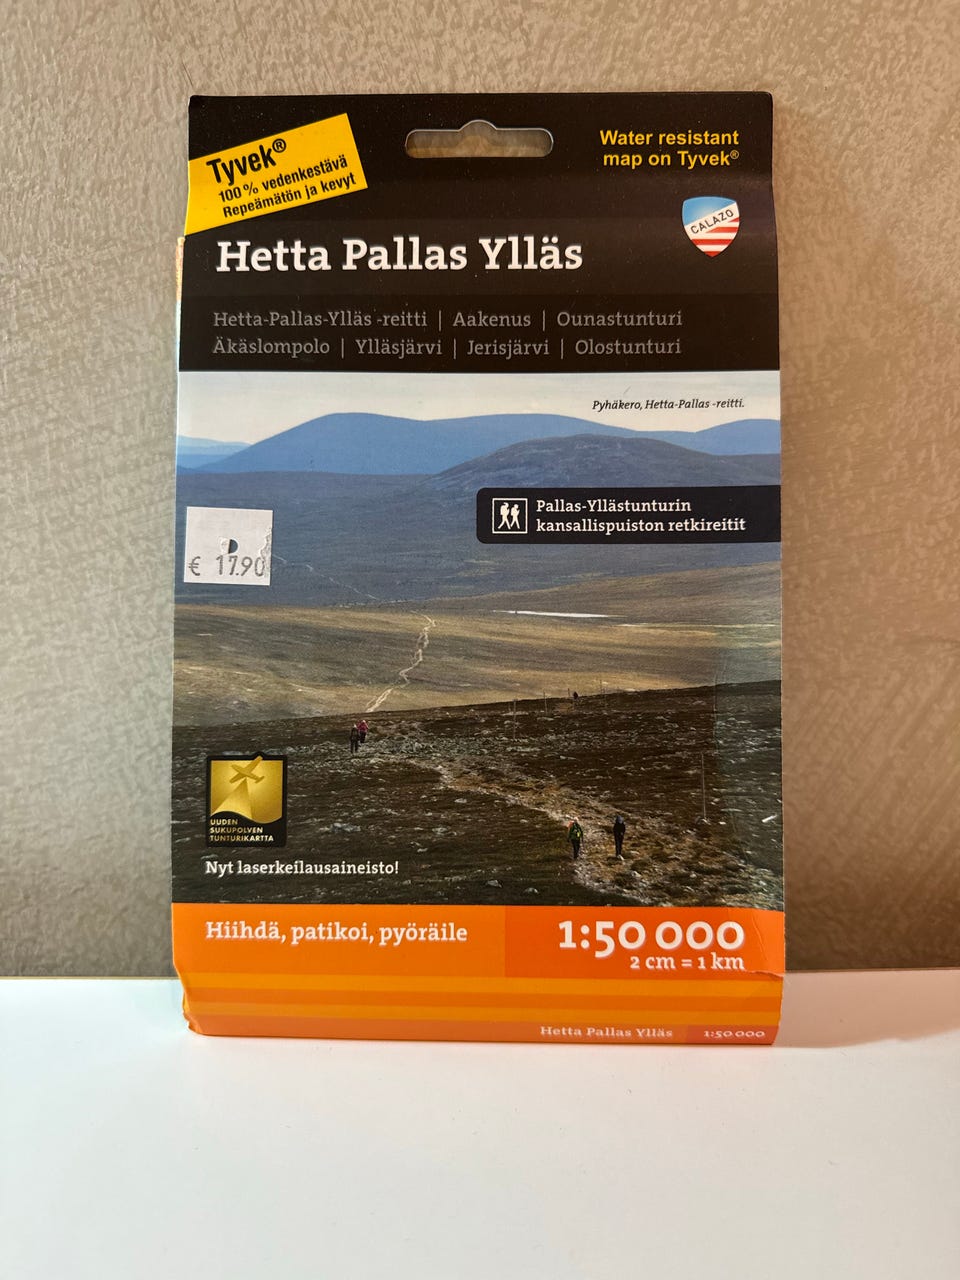 Tyvek®
100 % vedenkestävä
Repeämätön ja kevyt
Water resistant
map on Tyvek®
CALAZO
Hetta Pallas Ylläs
Hetta-Pallas-Ylläs -reitti | Aakenus | Ounastunturi
Äkäslompolo | Ylläsjärvi | Jerisjärvi | Olostunturi
Pyhäkero, Hetta-Pallas -reitti.
Pallas-Yllästunturin
kansallispuiston retkireitit
€ 17.90
UUDEN
SUKUPOLVEN
TUNTURIKARTTA
Nyt laserkeilausaineisto!
Hiihdä, patikoi, pyöräile
1:50 000
2 cm = 1 km
Hetta Pallas Ylläs 1:50 000